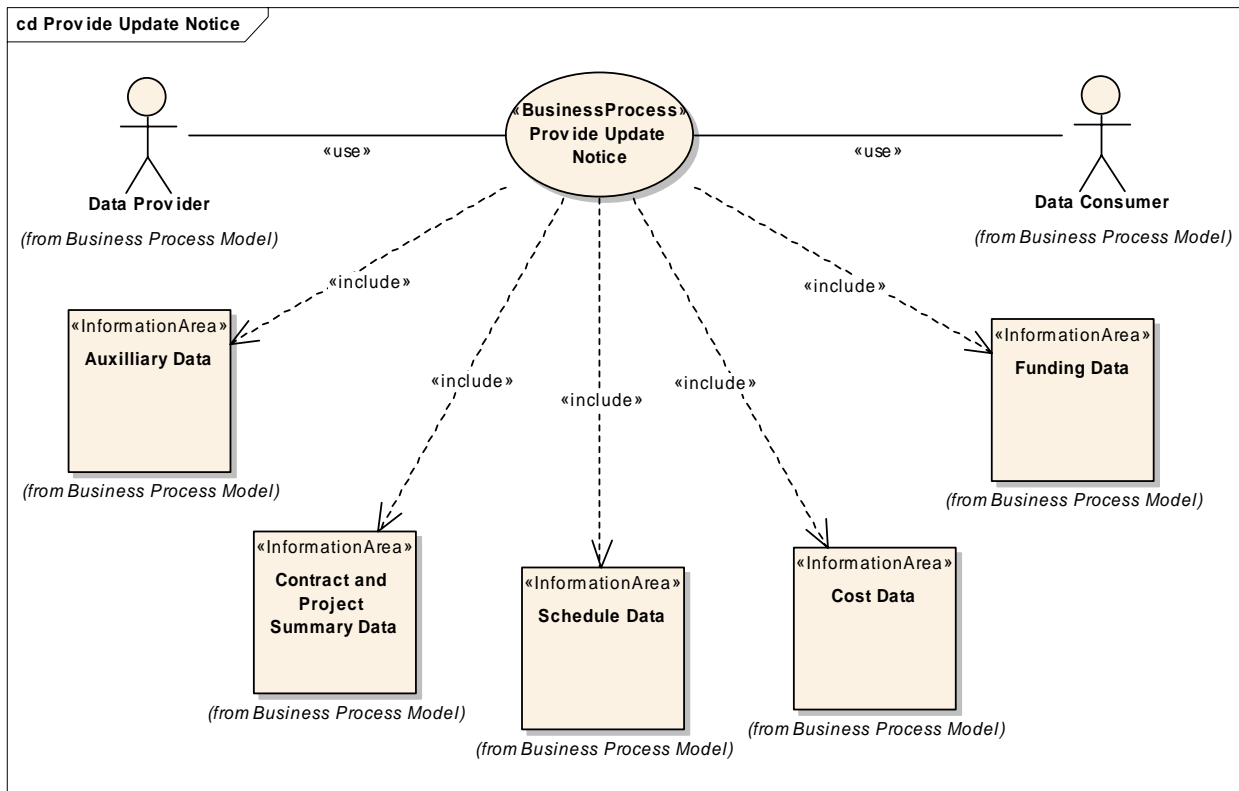 cd Provide Update Notice
«BusinessProcess»
Provide Update
Notice
«use»
«use»
Data Provider
(from Business Process Model)
Data Consumer
(from Business Process Model)
«include»
«include»
«include»
«include»
«include»
«InformationArea»
Auxilliary Data
(from Business Process Model)
«InformationArea»
Funding Data
(from Business Process Model)
«InformationArea»
Contract and
Project
Summary Data
(from Business Process Model)
«InformationArea»
Schedule Data
(from Business Process Model)
«InformationArea»
Cost Data
(from Business Process Model)